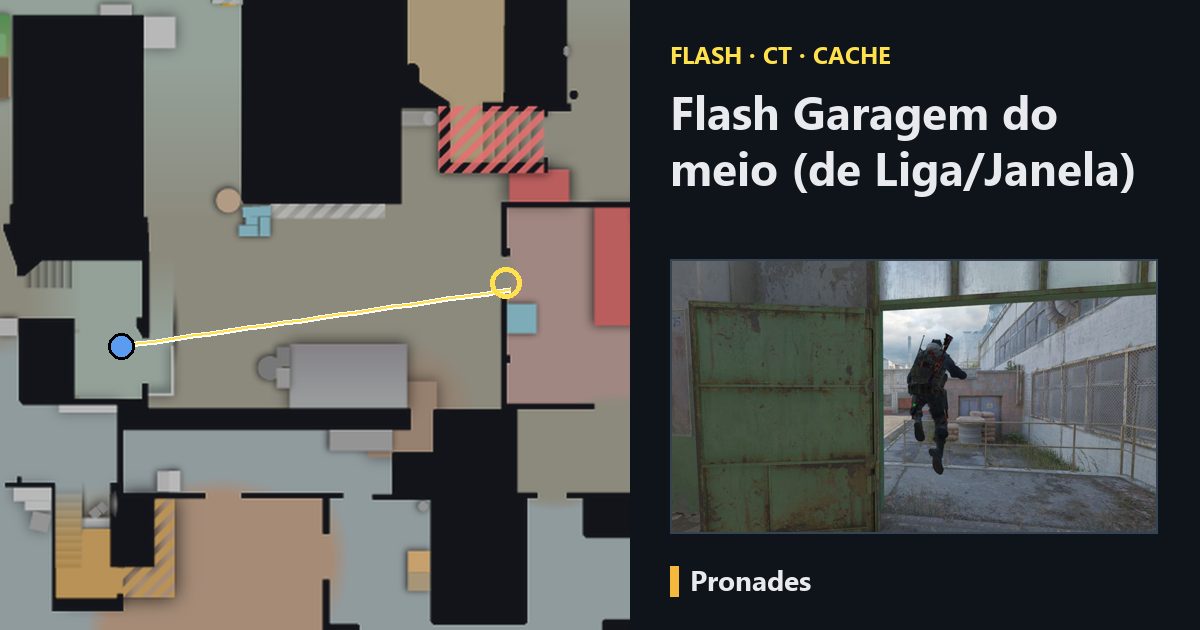 FLASH · CT · CACHE
Flash Garagem do
meio (de Liga/Janela)
Pronades